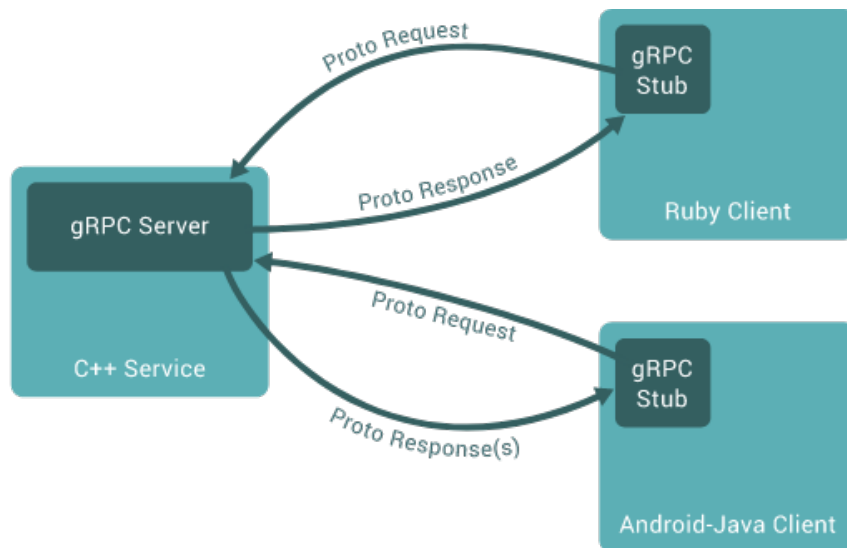 Proto Request
gRPC
Stub
Proto Response
Ruby Client
gRPC Server
C++ Service
Proto Request
gRPC
Stub
Proto Response(s)
Android-Java Client